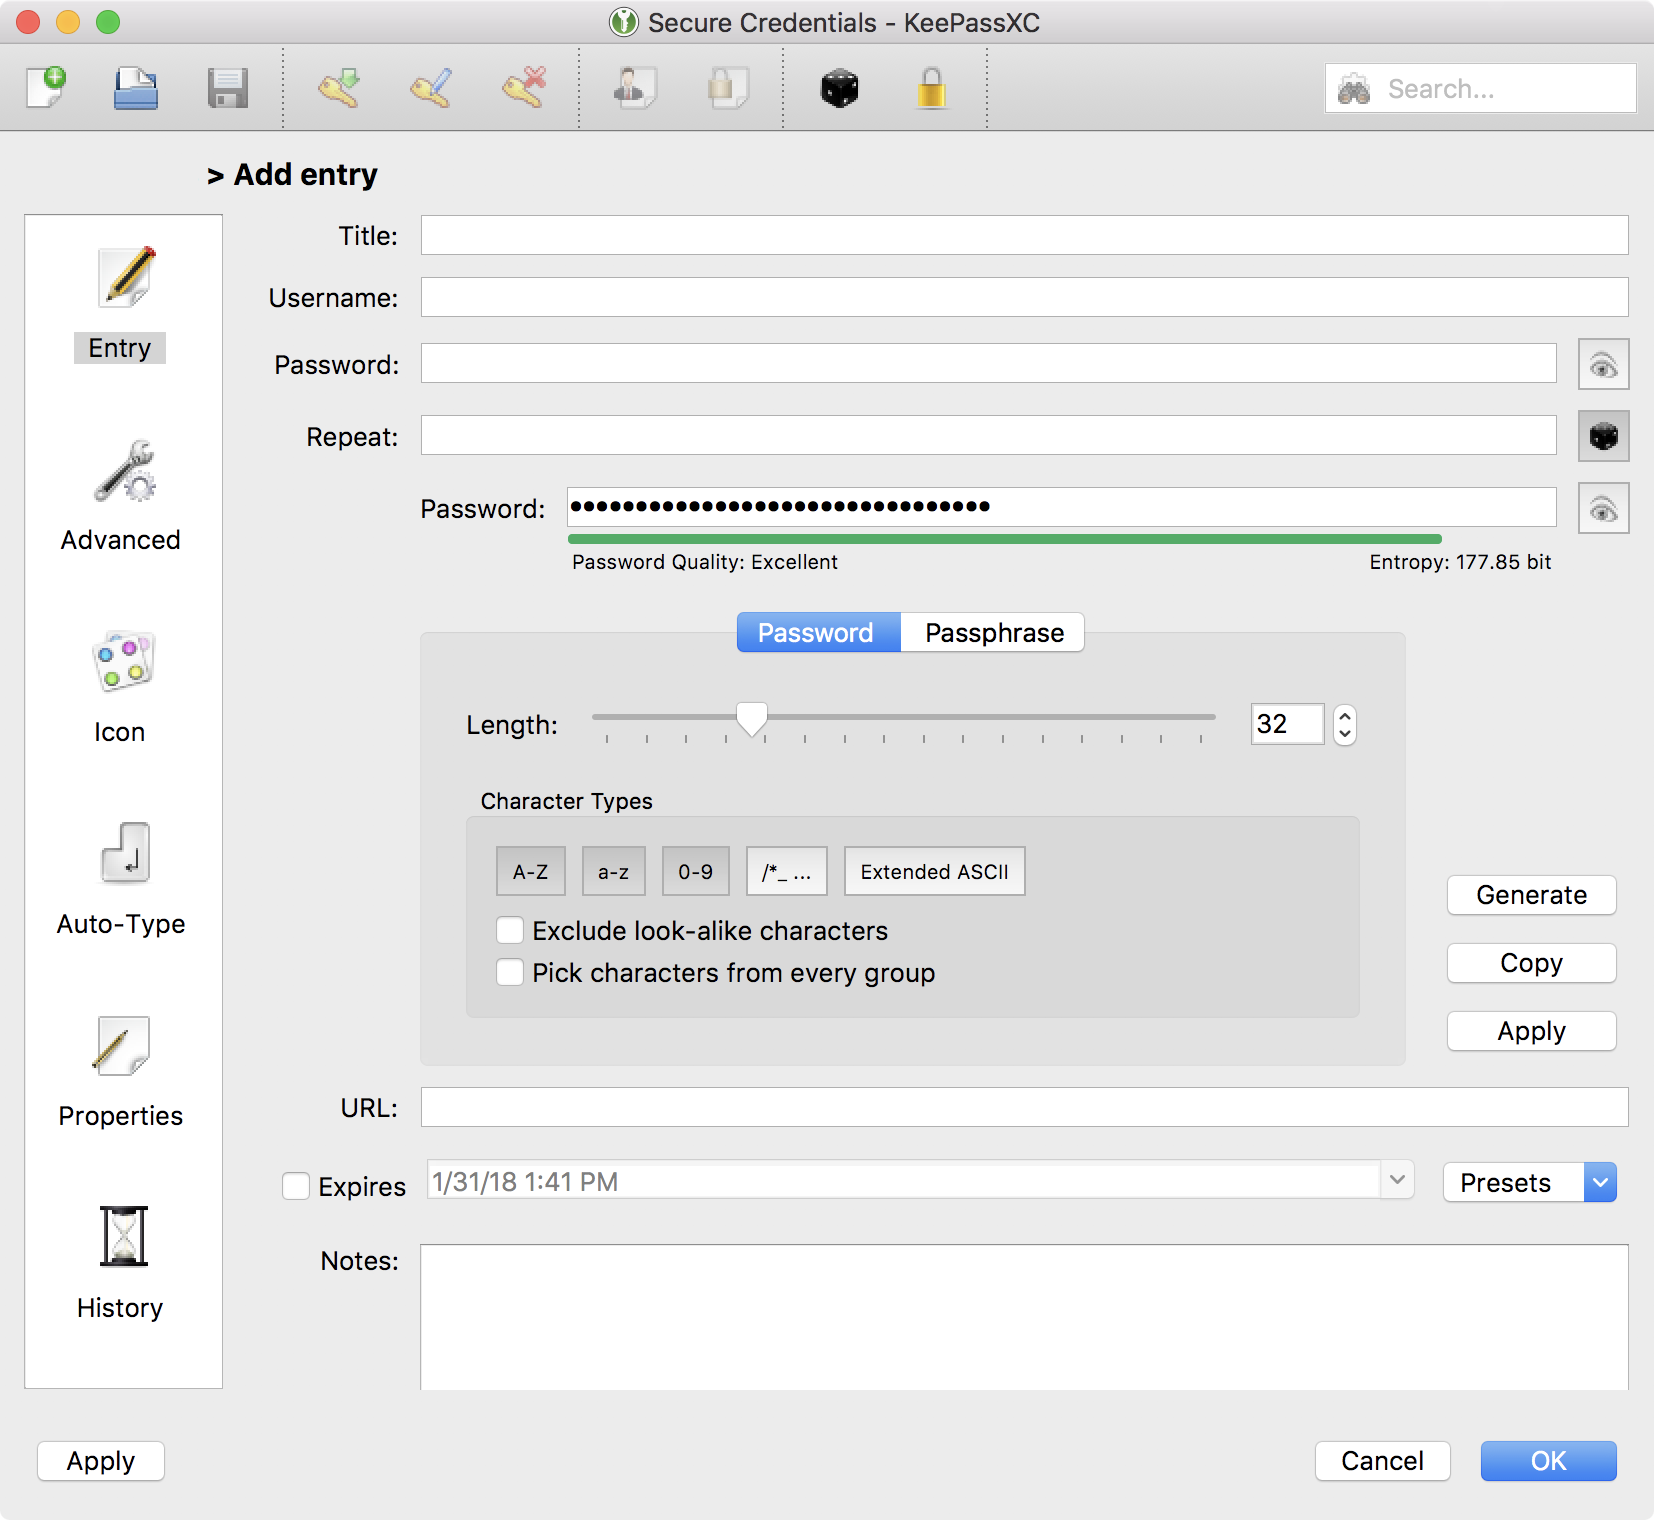 Secure Credentials - KeePassXC
Search...
> Add entry
Entry
Advanced
Icon
Auto-Type
Properties
History
Title:
Username:
Password:
Repeat:
Password: ••••••••••••••••••••••••••••••••
Password Quality: Excellent Entropy: 177.85 bit
Password Passphrase
Length: 32
Character Types
A-Z a-z 0-9 /*_ ... Extended ASCII
Exclude look-alike characters
Pick characters from every group
Generate
Copy
Apply
URL:
Expires 1/31/18 1:41 PM Presets
Notes:
Apply Cancel OK